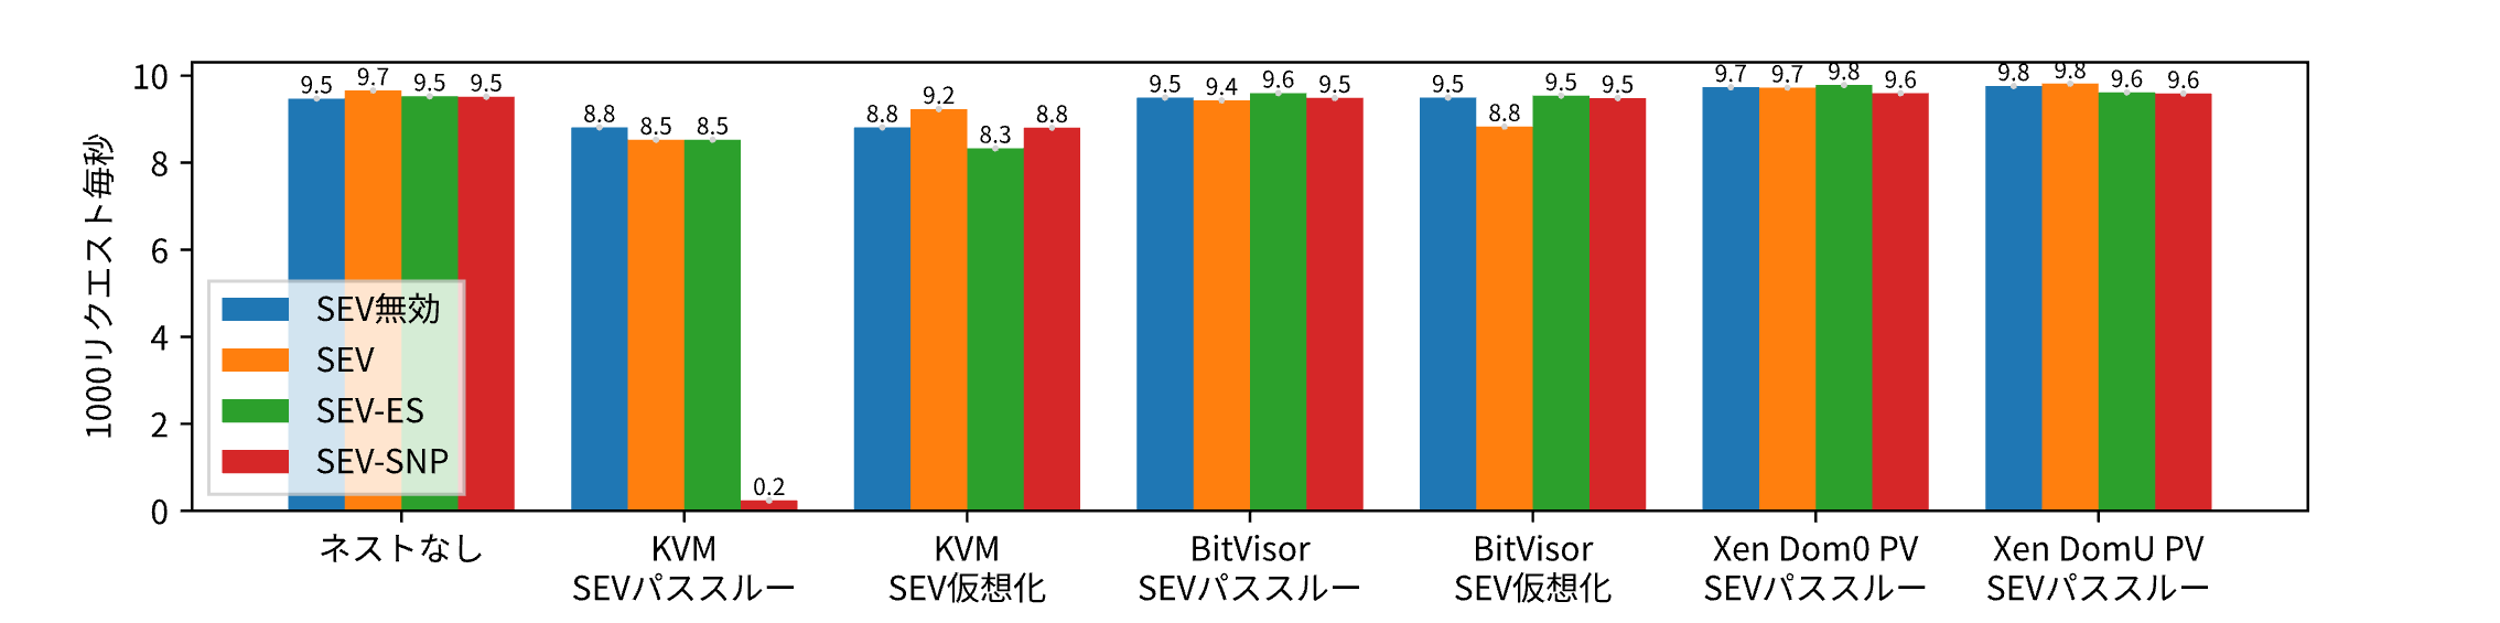 1000リクエスト毎秒
10
8
6
4
2
0
9.5 9.7 9.5 9.5
8.8 8.5 8.5 0.2
8.8 9.2 8.3 8.8
9.5 9.4 9.6 9.5
9.5 8.8 9.5 9.5
9.7 9.7 9.8 9.6
9.8 9.8 9.6 9.6
SEV無効
SEV
SEV-ES
SEV-SNP
ネストなし
KVM
SEVパススルー
KVM
SEV仮想化
BitVisor
SEVパススルー
BitVisor
SEV仮想化
Xen Dom0 PV
SEVパススルー
Xen DomU PV
SEVパススルー